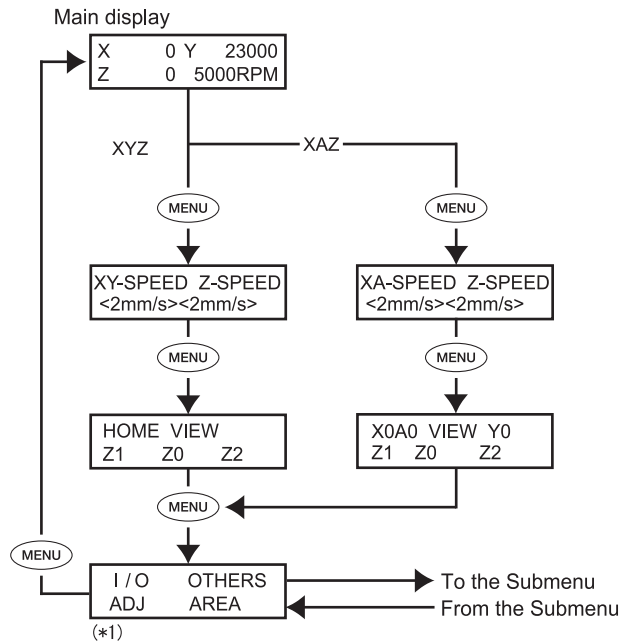 Main display
X 0 Y 23000
Z 0 5000RPM
XYZ
XAZ
MENU
MENU
XY-SPEED Z-SPEED
<2mm/s><2mm/s>
XA-SPEED Z-SPEED
<2mm/s><2mm/s>
MENU
MENU
HOME VIEW
Z1 Z0 Z2
X0A0 VIEW Y0
Z1 Z0 Z2
MENU
MENU
I/O OTHERS
ADJ AREA
To the Submenu
From the Submenu
(*1)